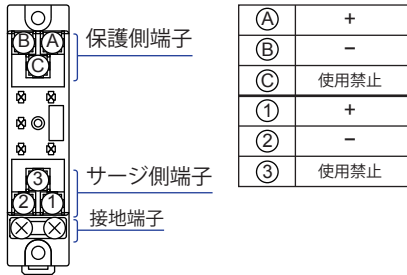 Ⓑ Ⓐ
Ⓒ
③
② ①
保護側端子
サージ側端子
接地端子
Ⓐ +
Ⓑ −
Ⓒ 使用禁止
① +
② −
③ 使用禁止